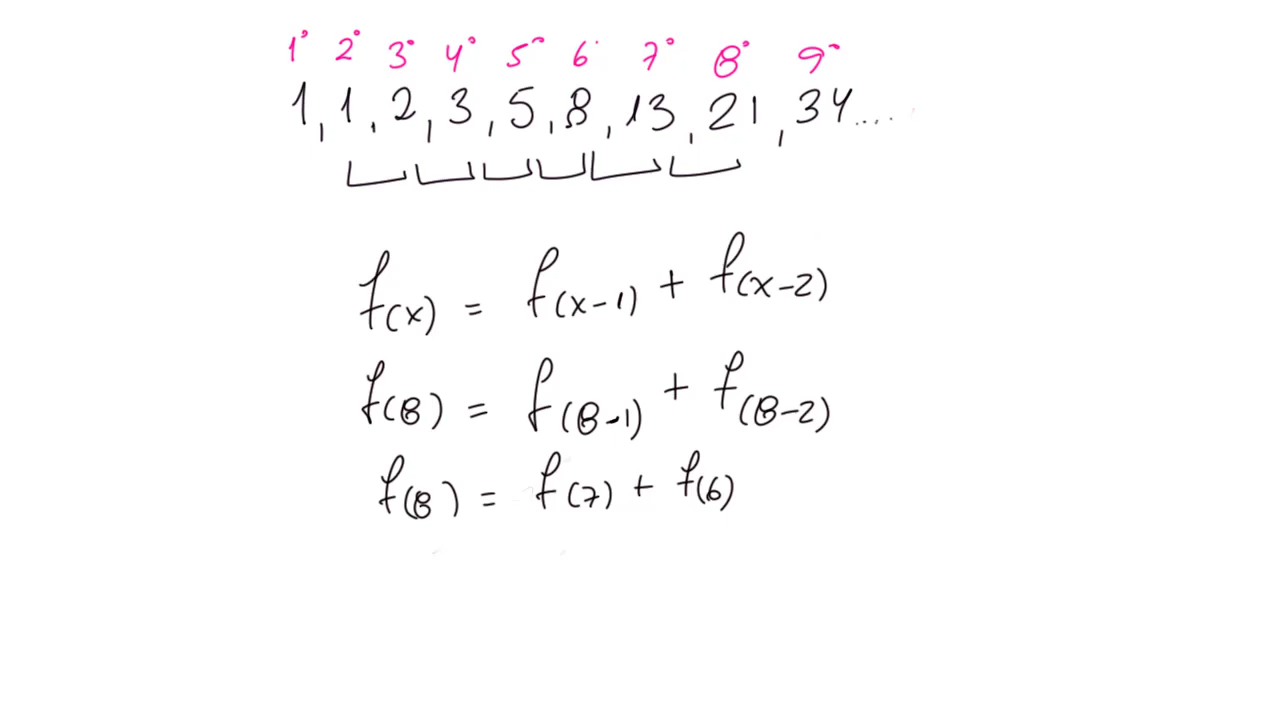 1° 2° 3° 4° 5° 6° 7° 8° 9°
1, 1, 2, 3, 5, 8, 13, 21, 34....
f(x) = f(x-1) + f(x-2)
f(8) = f(8-1) + f(8-2)
f(8) = f(7) + f(6)